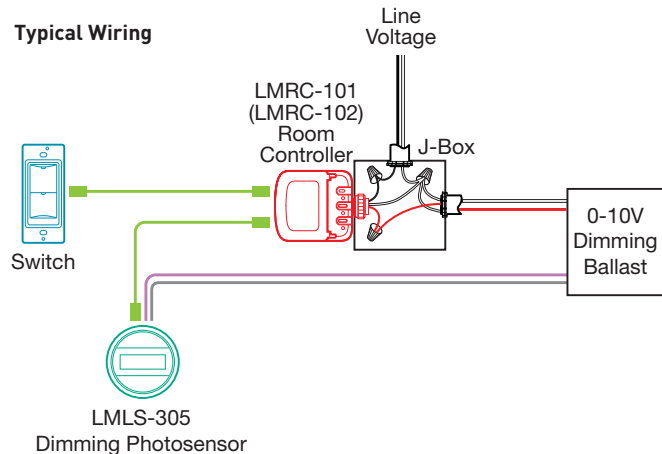 Typical Wiring
Line
Voltage
LMRC-101
(LMRC-102)
Room
Controller
J-Box
Switch
0-10V
Dimming
Ballast
LMLS-305
Dimming Photosensor